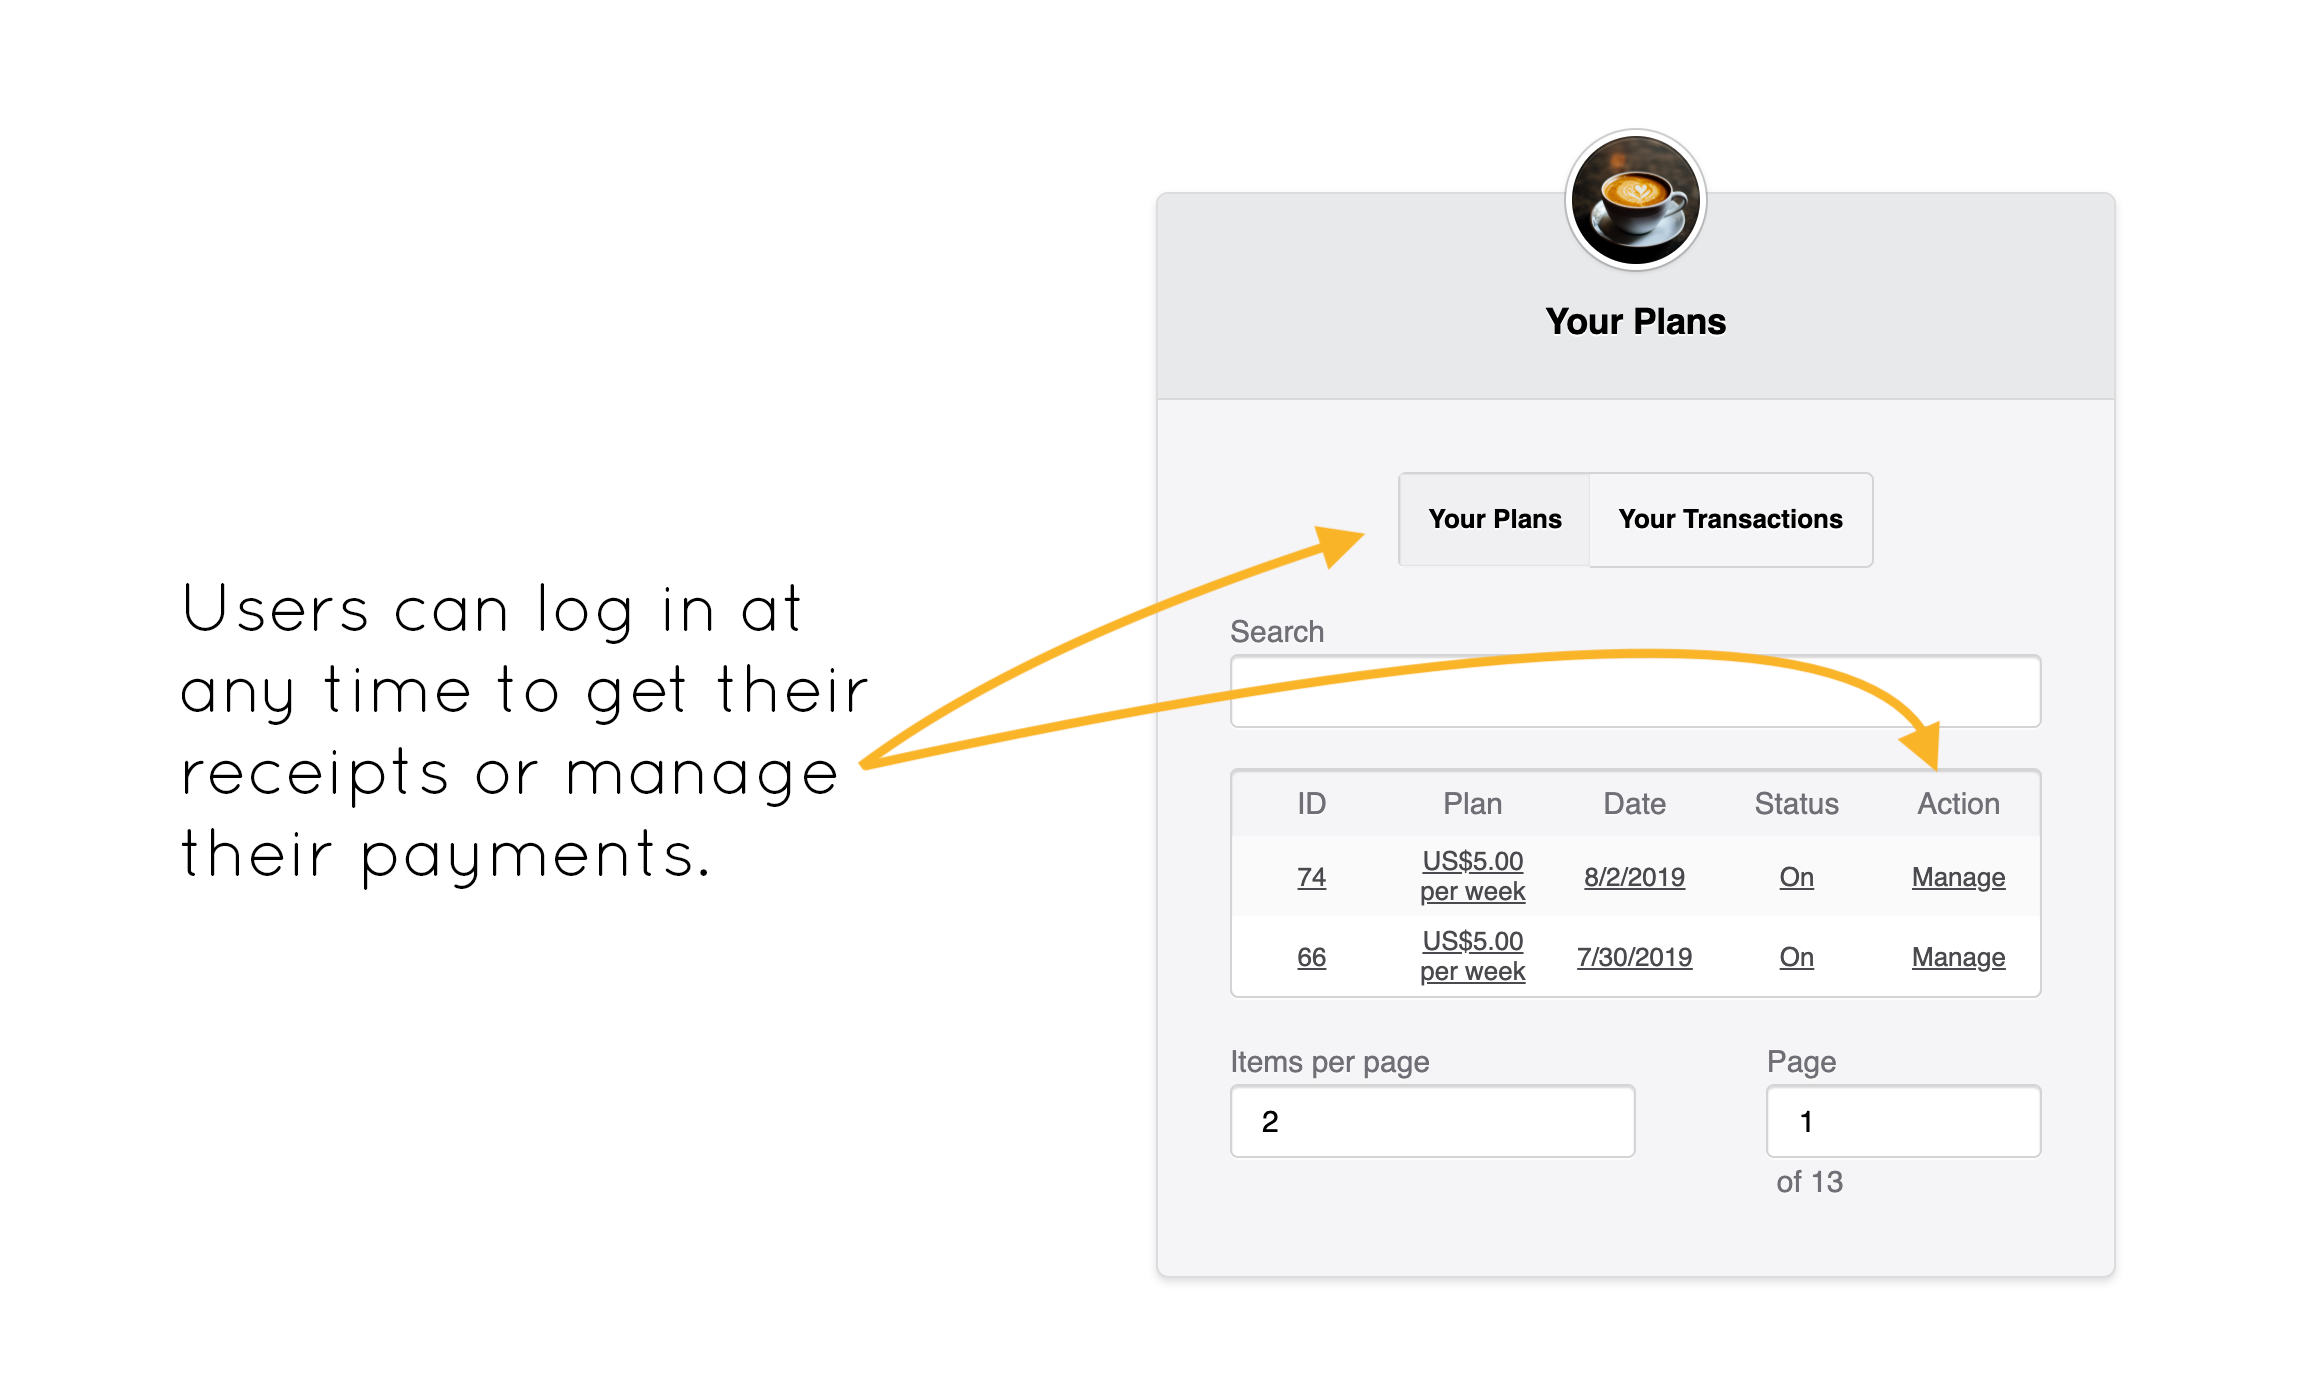 Users can log in at
any time to get their
receipts or manage
their payments.
Your Plans
Your Plans Your Transactions
Search
ID Plan Date Status Action
74 US$5.00 per week 8/2/2019 On Manage
66 US$5.00 per week 7/30/2019 On Manage
Items per page Page
2 1
of 13